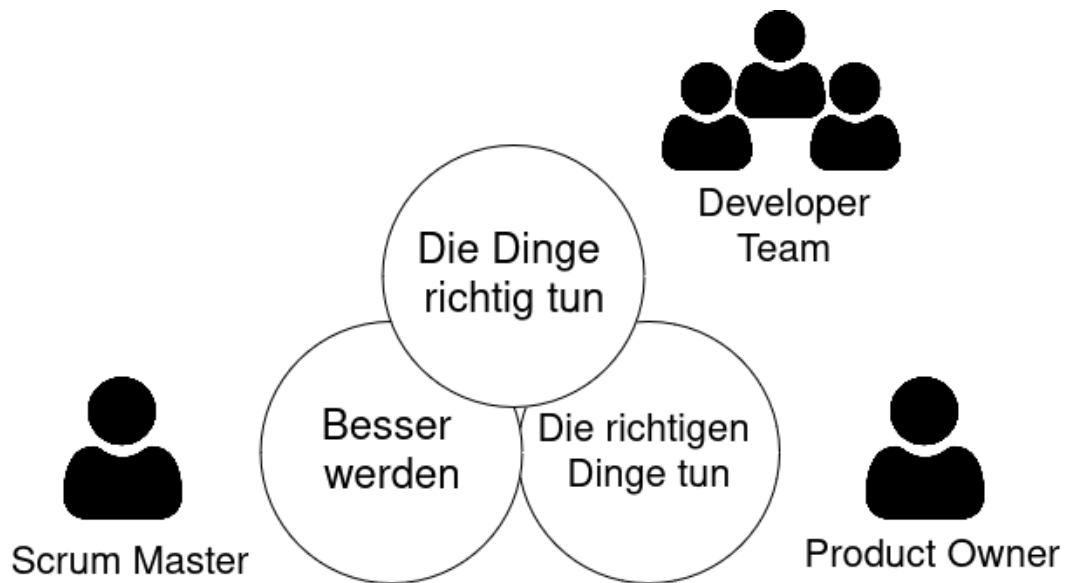 Developer
Team
Die Dinge
richtig tun
Besser
werden
Die richtigen
Dinge tun
Scrum Master
Product Owner